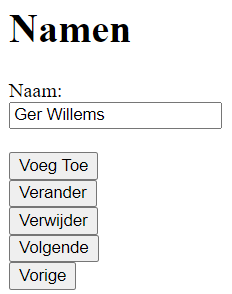 Namen
Naam:
Ger Willems
Voeg Toe
Verander
Verwijder
Volgende
Vorige